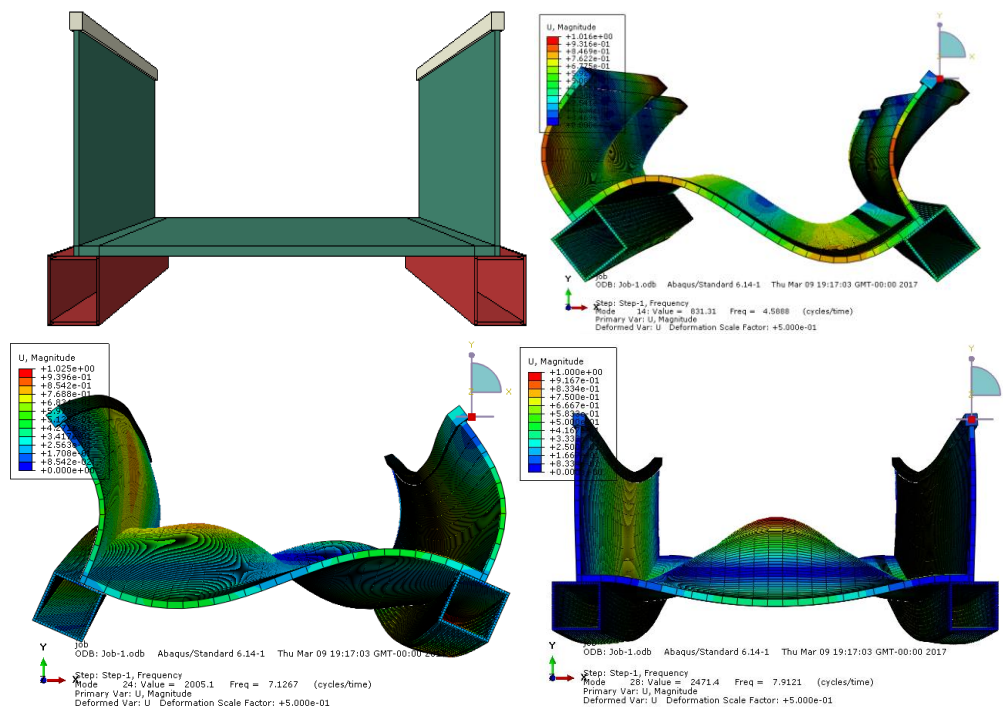 U, Magnitude
+1.016e+00
+9.316e-01
+8.469e-01
+7.622e-01
+6.775e-01
Y
X
Z
Y
X
job
ODB: Job-1.odb Abaqus/Standard 6.14-1 Thu Mar 09 19:17:03 GMT-00:00 2017
Step: Step-1, Frequency
Mode 14: Value = 831.31 Freq = 4.5888 (cycles/time)
Primary Var: U, Magnitude
Deformed Var: U Deformation Scale Factor: +5.000e-01
U, Magnitude
+1.025e+00
+9.396e-01
+8.542e-01
+7.688e-01
+2.563e
+1.708e-01
+8.542e-02
+0.000e+00
Y
X
Z
Y
X
job
ODB: Job-1.odb Abaqus/Standard 6.14-1 Thu Mar 09 19:17:03 GMT-00:00
Step: Step-1, Frequency
Mode 24: Value = 2005.1 Freq = 7.1267 (cycles/time)
Primary Var: U, Magnitude
Deformed Var: U Deformation Scale Factor: +5.000e-01
U, Magnitude
+1.000e+00
+9.167e-01
+8.334e-01
+7.500e-01
+6.667e-01
Y
X
Z
Y
X
job
ODB: Job-1.odb Abaqus/Standard 6.14-1 Thu Mar 09 19:17:03 GMT-00:00 2017
Step: Step-1, Frequency
Mode 28: Value = 2471.4 Freq = 7.9121 (cycles/time)
Primary Var: U, Magnitude
Deformed Var: U Deformation Scale Factor: +5.000e-01